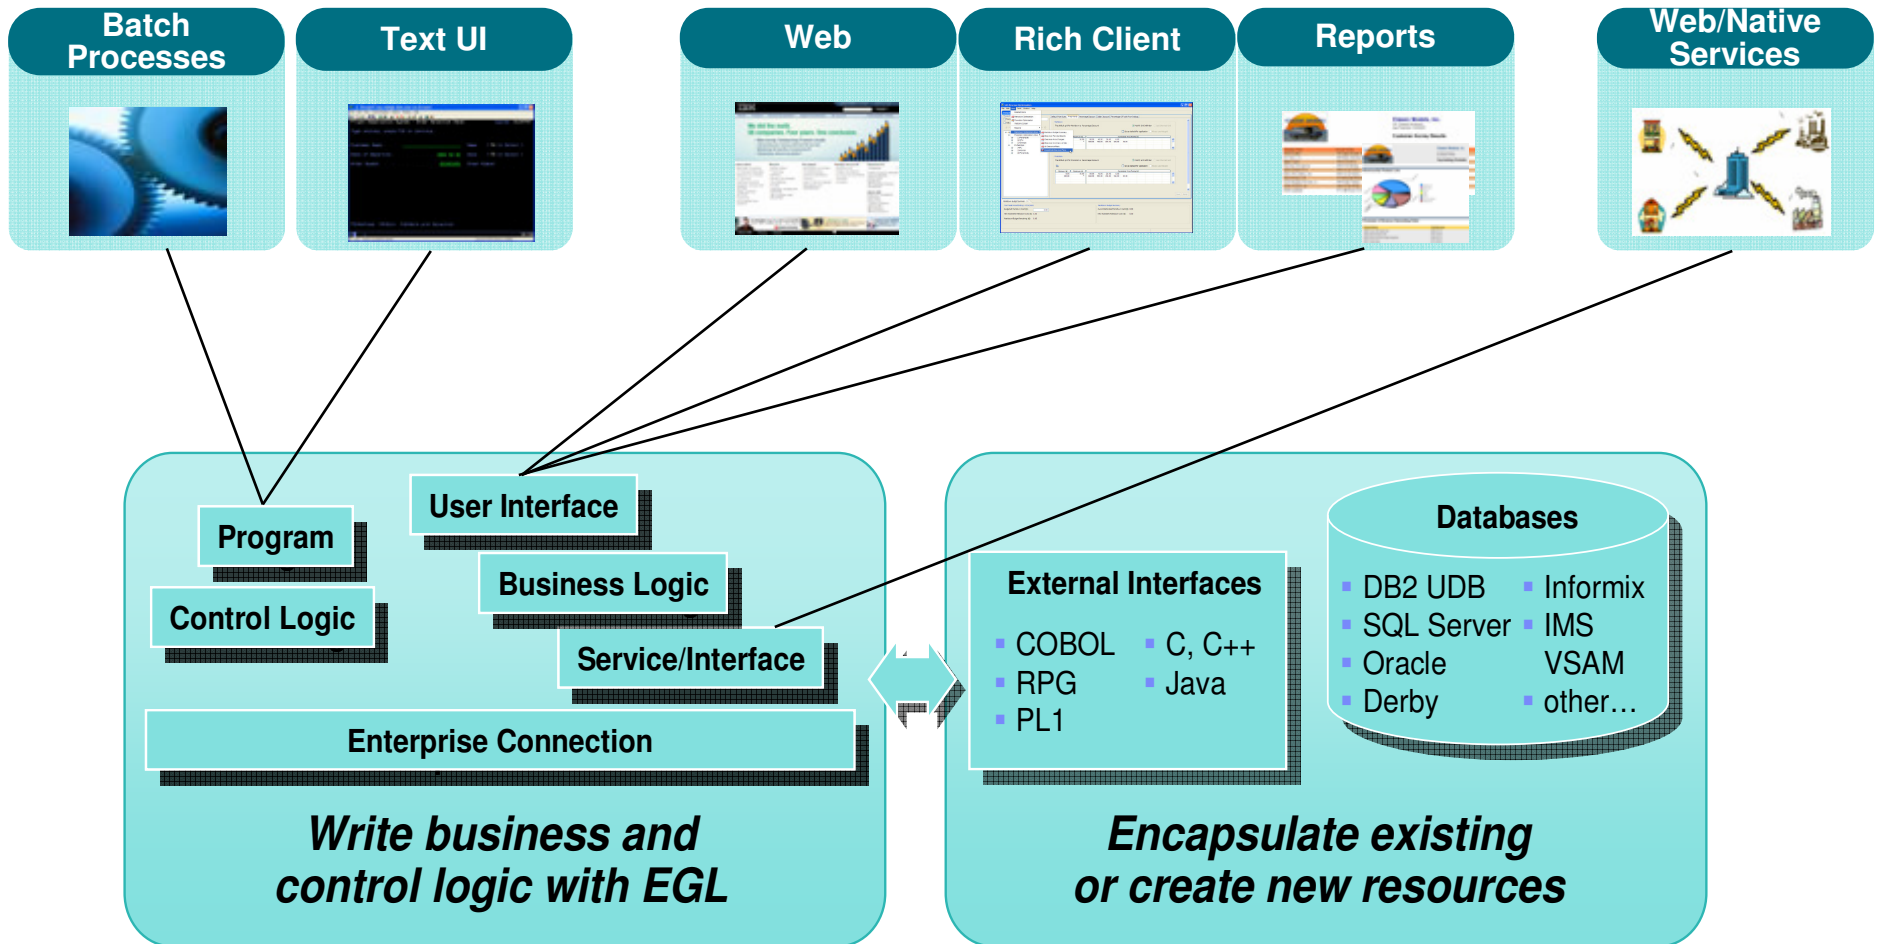 Batch
Processes
Text UI
Web
Rich Client
Reports
Web/Native
Services
Program
Control Logic
User Interface
Business Logic
Service/Interface
Enterprise Connection
Write business and
control logic with EGL
External Interfaces
COBOL
RPG
PL1
C, C++
Java
Databases
DB2 UDB
SQL Server
Oracle
Derby
Informix
IMS
VSAM
other…
Encapsulate existing
or create new resources